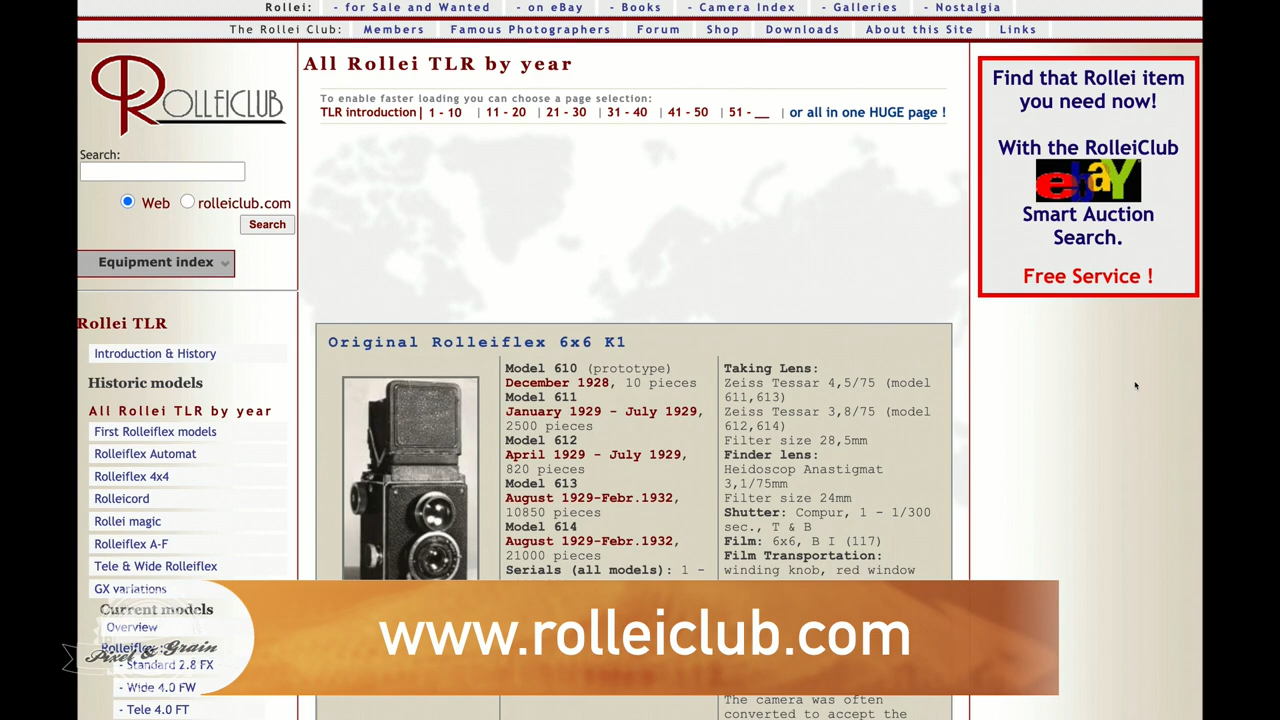 Rollei: - for Sale and Wanted - on eBay - Books - Camera Index - Galleries - Nostalgia
The Rollei Club: Members Famous Photographers Forum Shop Downloads About this Site Links
ROLLEICLUB
Search:
Web rolleiclub.com
Search
Equipment index
Rollei TLR
Introduction & History
Historic models
All Rollei TLR by year
First Rolleiflex models
Rolleiflex Automat
Rolleiflex 4x4
Rolleicord
Rollei magic
Rolleiflex A-F
Tele & Wide Rolleiflex
GX variations
Current models
Overview
Rolleiflex:
- Standard 2.8 FX
- Wide 4.0 FW
- Tele 4.0 FT
All Rollei TLR by year
To enable faster loading you can choose a page selection:
TLR introduction | 1 - 10 | 11 - 20 | 21 - 30 | 31 - 40 | 41 - 50 | 51 - __ | or all in one HUGE page !
Original Rolleiflex 6x6 K1
Model 610 (prototype)
December 1928, 10 pieces
Model 611
January 1929 - July 1929,
2500 pieces
Model 612
April 1929 - July 1929,
820 pieces
Model 613
August 1929-Febr.1932,
10850 pieces
Model 614
August 1929-Febr.1932,
21000 pieces
Serials (all models): 1 -
Taking Lens:
Zeiss Tessar 4,5/75 (model
611,613)
Zeiss Tessar 3,8/75 (model
612,614)
Filter size 28,5mm
Finder lens:
Heidoscop Anastigmat
3,1/75mm
Filter size 24mm
Shutter: Compur, 1 - 1/300
sec., T & B
Film: 6x6, B I (117)
Film Transportation:
winding knob, red window
The camera was often
converted to accept the
Find that Rollei item
you need now!
With the RolleiClub
ebaY
Smart Auction
Search.
Free Service !
www.rolleiclub.com
Pixel & Grain